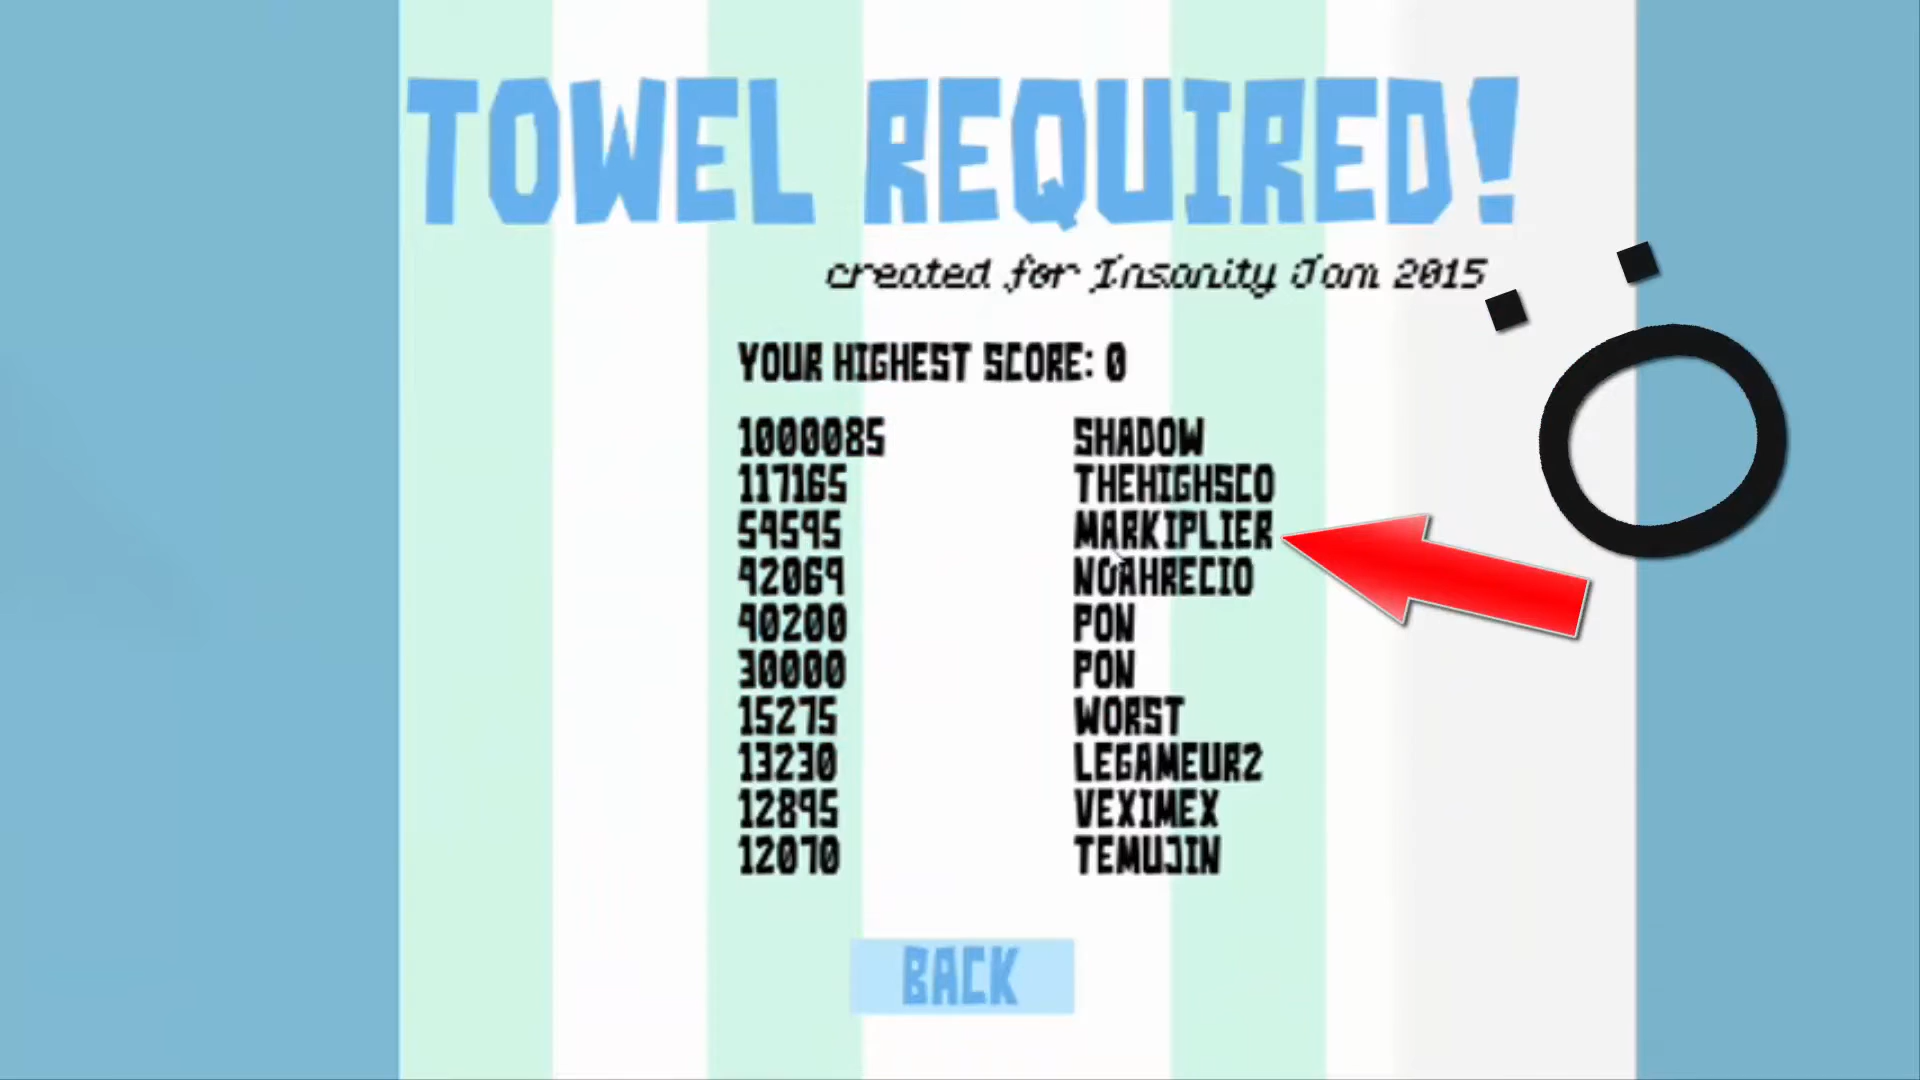 TOWEL REQUIRED!
created for Insanity Jam 2015
YOUR HIGHEST SCORE: 0
1000085 SHADOW
117165 THEHIGHSCO
54595 MARKIPLIER
42069 NOAHRECIO
40200 PON
30000 PON
15275 WORST
13230 LEGAMEUR2
12895 VEXIMEX
12070 TEMUJIN
BACK